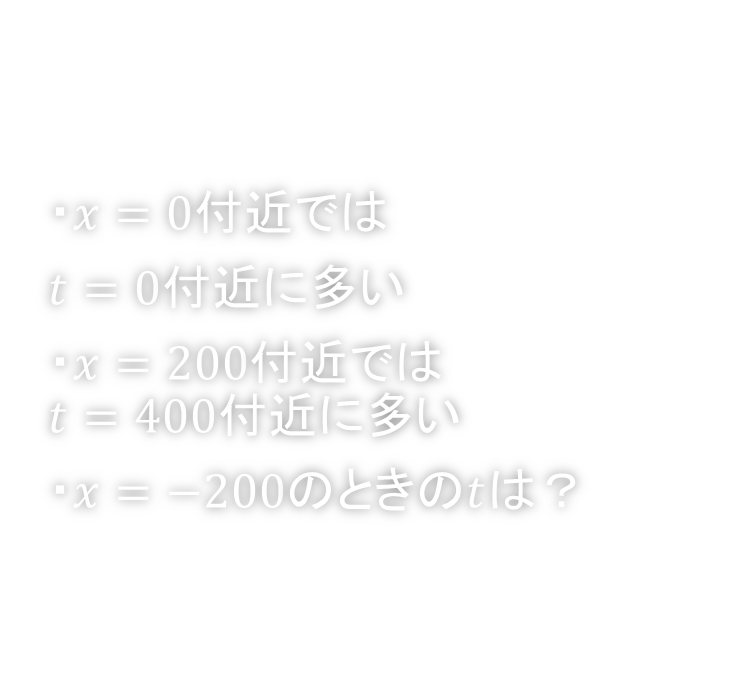 ・x = 0付近では
t = 0付近に多い
・x = 200付近では
t = 400付近に多い
・x = −200のときのtは？